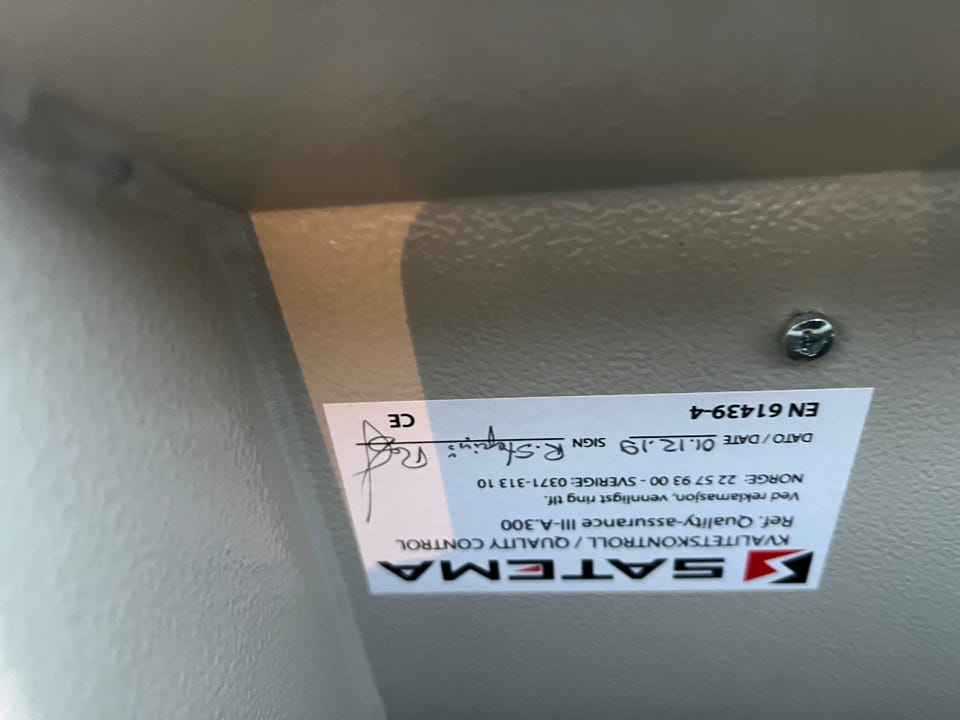 SATEMA
KVALITETSKONTROLL / QUALITY CONTROL
Ref. Quality-assurance III-A.300
Ved reklamasjon, vennligst ring tlf.
NORGE: 22 57 93 00 - SVERIGE: 0371-313 10
DATO / DATE 01.12.19 SIGN R.
EN 61439-4 CE